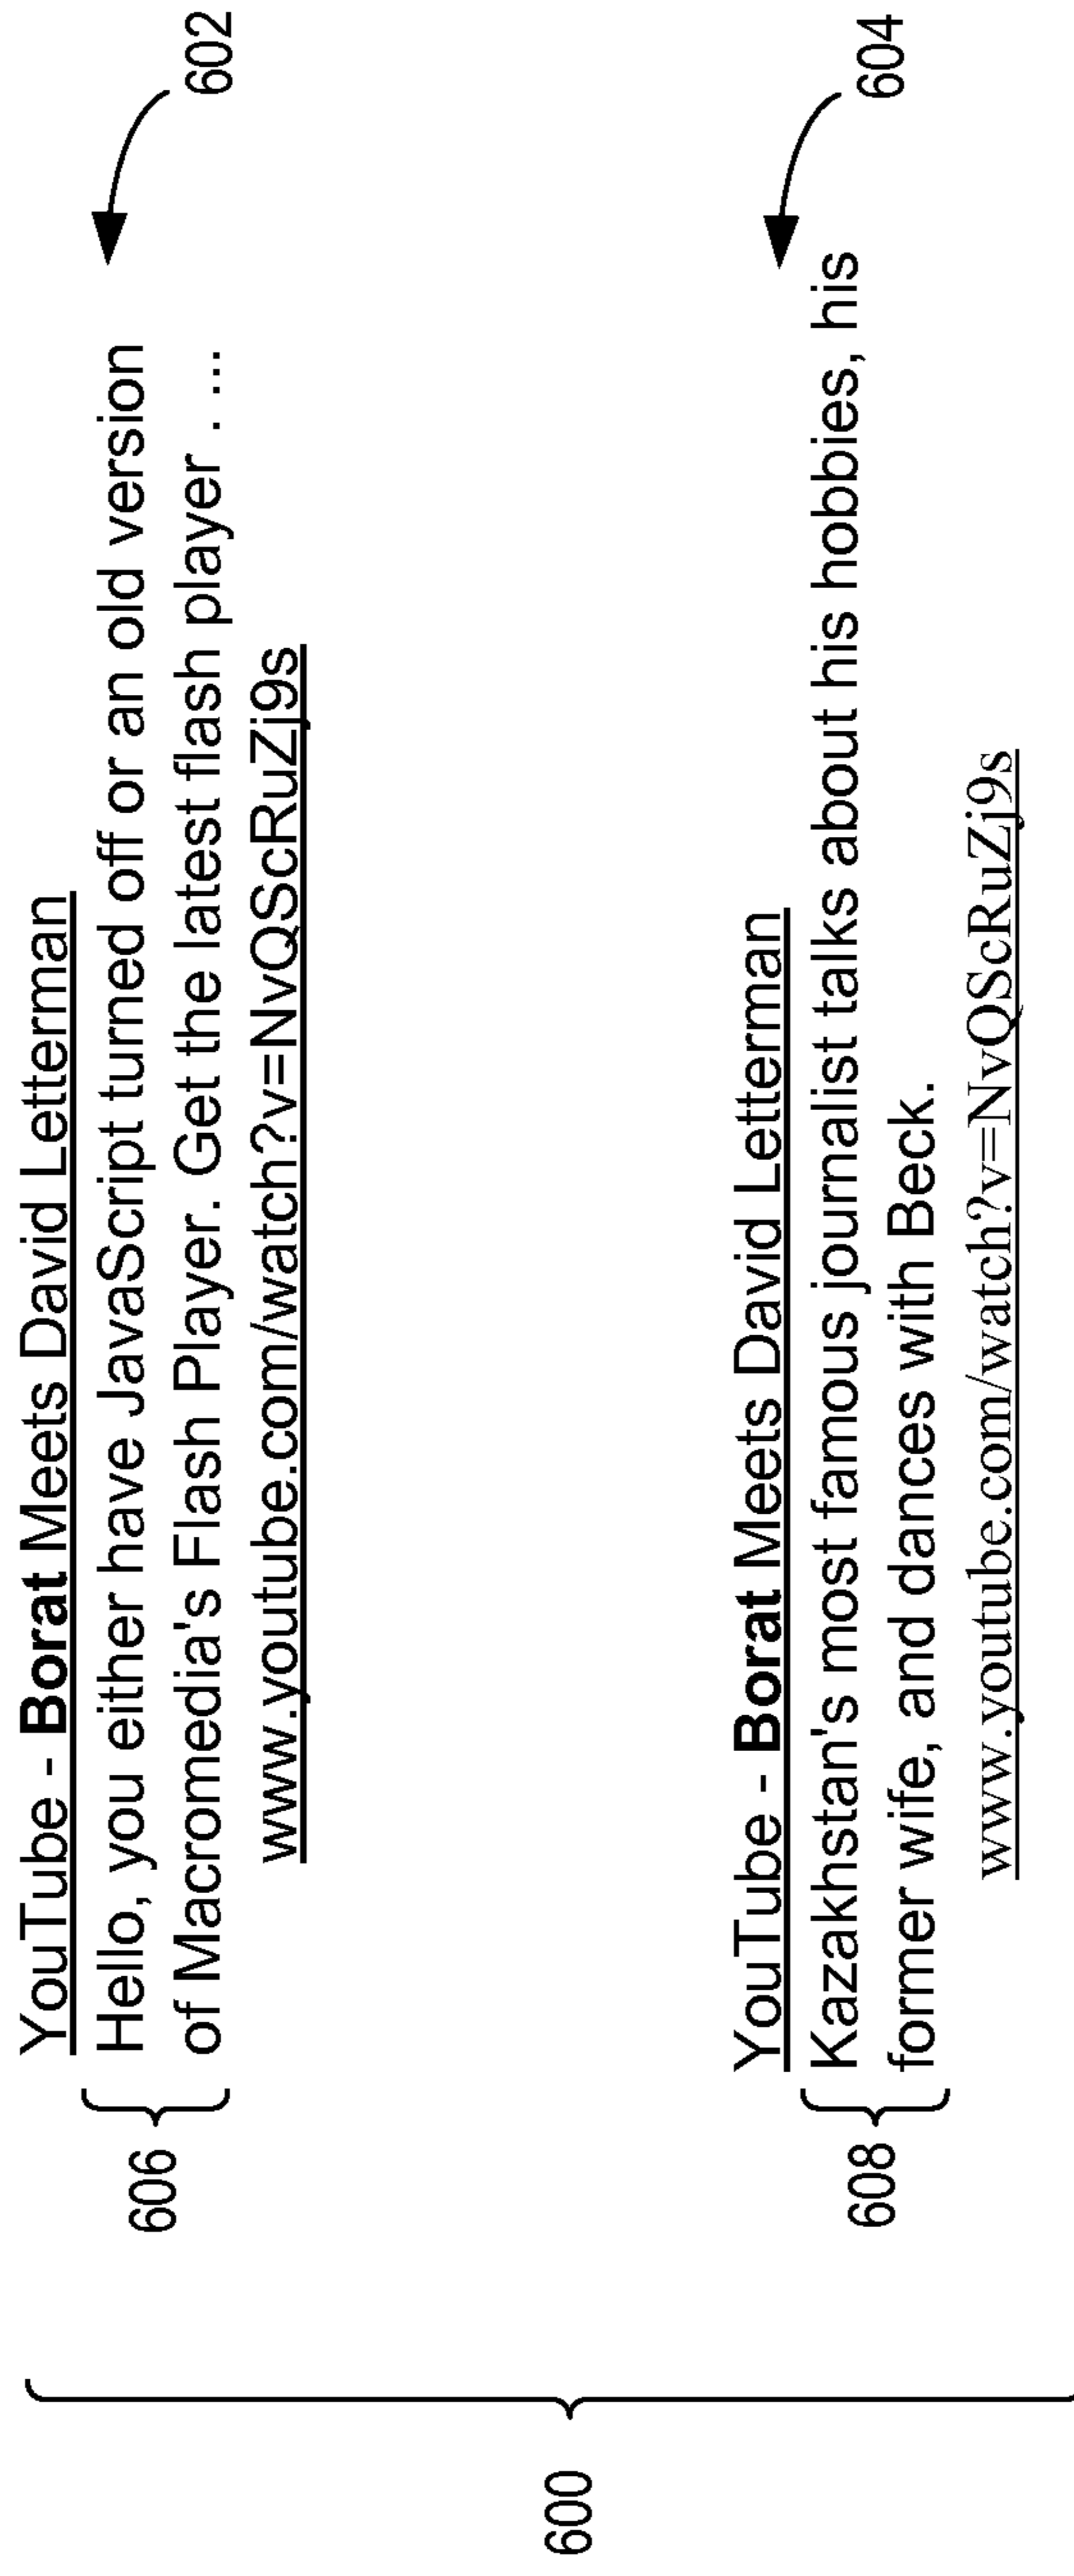 602
YouTube - Borat Meets David Letterman
Hello, you either have JavaScript turned off or an old version
606
of Macromedia's Flash Player. Get the latest flash player . ...
www.youtube.com/watch?v=NvQScRuZj9s
600
604
YouTube - Borat Meets David Letterman
Kazakhstan's most famous journalist talks about his hobbies, his
608
former wife, and dances with Beck.
www.youtube.com/watch?v=NvQScRuZj9s